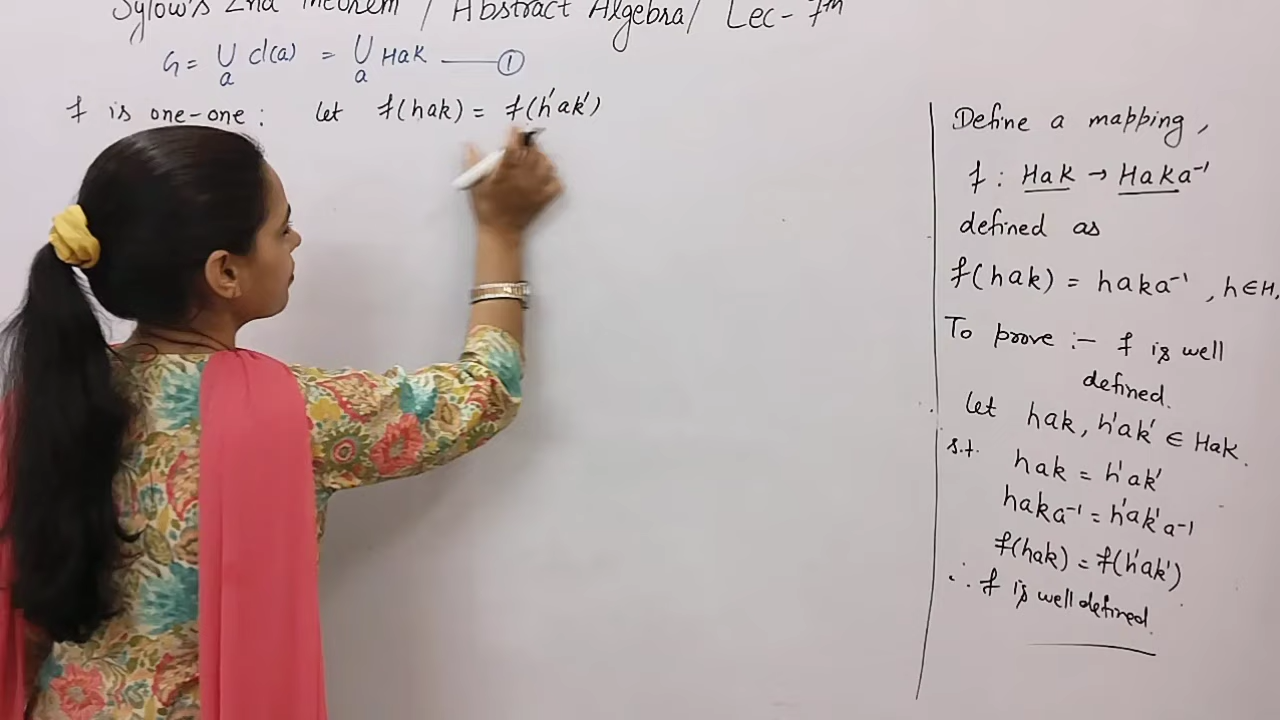 Sylow's 2nd Theorem / Abstract Algebra / Lec- 7th
G = ∪a cl(a) = ∪a Hak ——①
f is one-one : let f(hak) = f(h'ak')
Define a mapping,
f : Hak → Haka⁻¹
defined as
f(hak) = haka⁻¹, h∈H,
To prove :- f is well
defined.
let hak, h'ak' ∈ Hak.
s.t. hak = h'ak'
haka⁻¹ = h'ak'a⁻¹
f(hak) = f(h'ak')
∴ f is well defined.